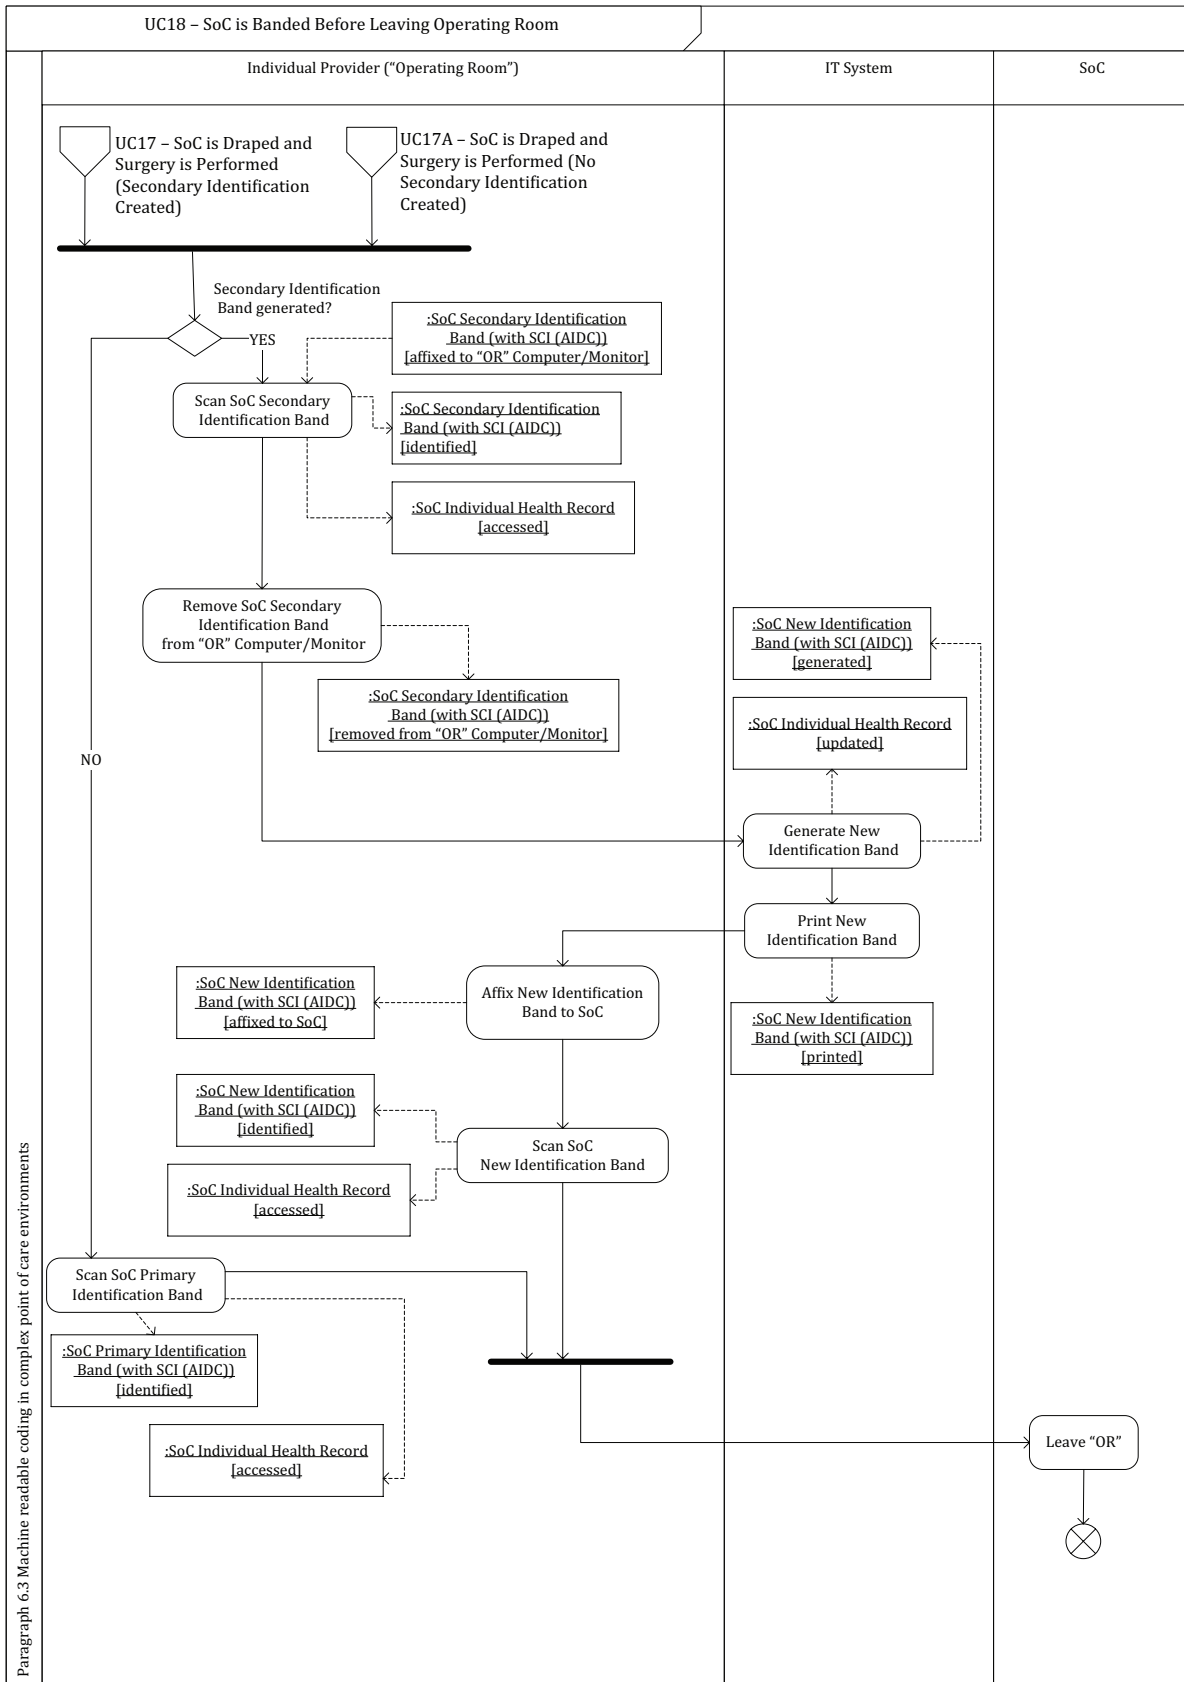 UC18 – SoC is Banded Before Leaving Operating Room
Individual Provider (“Operating Room”)
IT System
SoC
UC17 – SoC is Draped and
Surgery is Performed
(Secondary Identification
Created)
UC17A – SoC is Draped and
Surgery is Performed (No
Secondary Identification
Created)
Secondary Identification
Band generated?
YES
:SoC Secondary Identification
Band (with SCI (AIDC))
[affixed to “OR” Computer/Monitor]
Scan SoC Secondary
Identification Band
:SoC Secondary Identification
Band (with SCI (AIDC))
[identified]
:SoC Individual Health Record
[accessed]
Remove SoC Secondary
Identification Band
from “OR” Computer/Monitor
:SoC New Identification
Band (with SCI (AIDC))
[generated]
:SoC Secondary Identification
Band (with SCI (AIDC))
[removed from “OR” Computer/Monitor]
:SoC Individual Health Record
[updated]
NO
Generate New
Identification Band
Print New
Identification Band
:SoC New Identification
Band (with SCI (AIDC))
[affixed to SoC]
Affix New Identification
Band to SoC
:SoC New Identification
Band (with SCI (AIDC))
[printed]
:SoC New Identification
Band (with SCI (AIDC))
[identified]
Scan SoC
New Identification Band
:SoC Individual Health Record
[accessed]
Scan SoC Primary
Identification Band
:SoC Primary Identification
Band (with SCI (AIDC))
[identified]
:SoC Individual Health Record
[accessed]
Leave “OR”
Paragraph 6.3 Machine readable coding in complex point of care environments